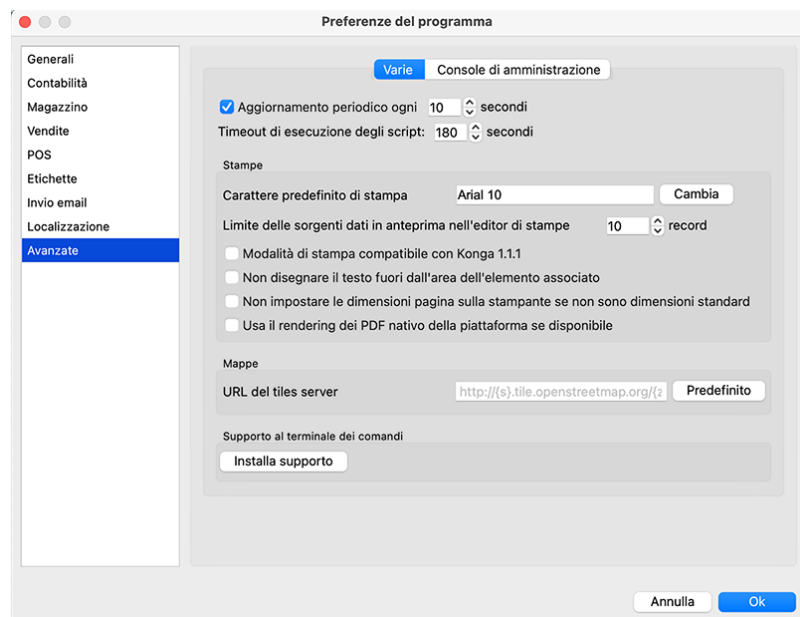 Preferenze del programma
Generali
Contabilità
Magazzino
Vendite
POS
Etichette
Invio email
Localizzazione
Avanzate
Varie Console di amministrazione
Aggiornamento periodico ogni 10 secondi
Timeout di esecuzione degli script: 180 secondi
Stampe
Carattere predefinito di stampa Arial 10 Cambia
Limite delle sorgenti dati in anteprima nell'editor di stampe 10 record
Modalità di stampa compatibile con Konga 1.1.1
Non disegnare il testo fuori dall'area dell'elemento associato
Non impostare le dimensioni pagina sulla stampante se non sono dimensioni standard
Usa il rendering dei PDF nativo della piattaforma se disponibile
Mappe
URL del tiles server http://{s}.tile.openstreetmap.org/{z Predefinito
Supporto al terminale dei comandi
Installa supporto
Annulla Ok